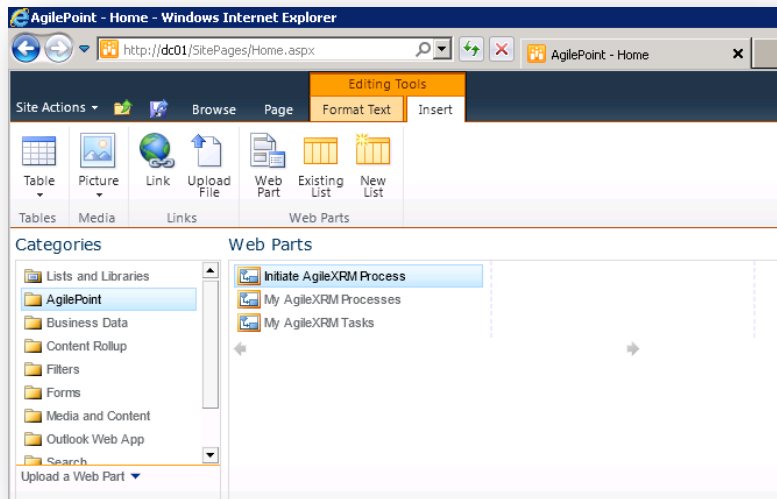 AgilePoint - Home - Windows Internet Explorer
http://dc01/SitePages/Home.aspx
AgilePoint - Home
Editing Tools
Site Actions
Browse
Page
Format Text
Insert
Table
Picture
Link
Upload File
Web Part
Existing List
New List
Tables
Media
Links
Web Parts
Categories
Web Parts
Lists and Libraries
AgilePoint
Business Data
Content Rollup
Filters
Forms
Media and Content
Outlook Web App
Search
Upload a Web Part
Initiate AgileXRM Process
My AgileXRM Processes
My AgileXRM Tasks